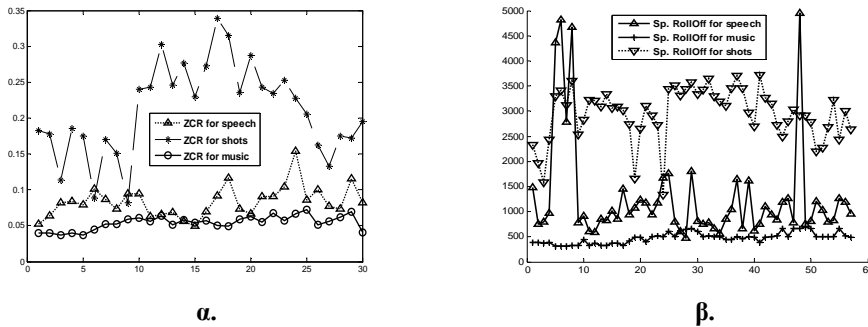 0.35
0.3
0.25
0.2
0.15
0.1
0.05
0
0 5 10 15 20 25 30
ZCR for speech
ZCR for shots
ZCR for music
α.
5000
4500
4000
3500
3000
2500
2000
1500
1000
500
0
0 10 20 30 40 50
Sp. RollOff for speech
Sp. RollOff for music
Sp. RollOff for shots
β.